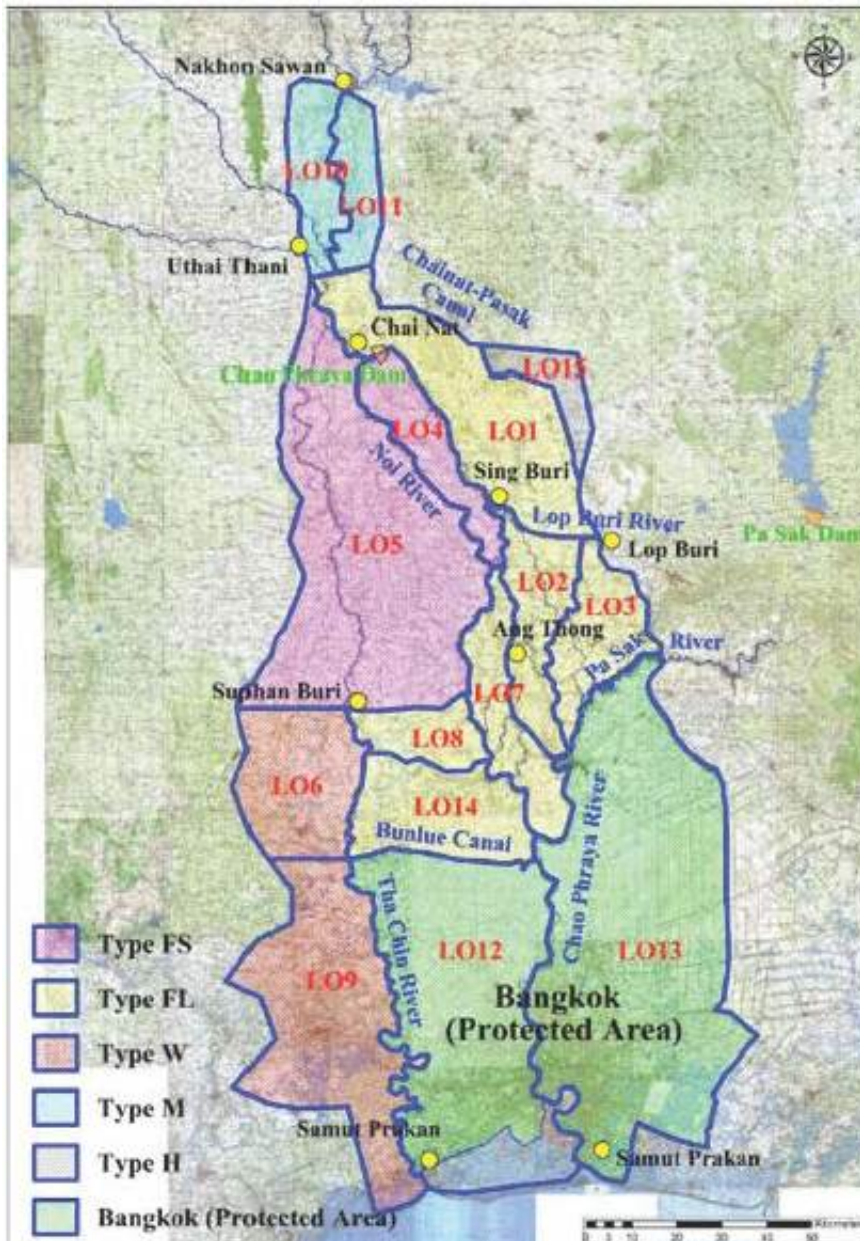 Nakhon Sawan
LO10
LO11
Uthai Thani
Chainat-Pasak
Canal
Chai Nat
Chao Phraya Dam
LO15
LO4
LO1
Noi River
Sing Buri
Lop Buri River
Pa Sak Dam
Lop Buri
LO5
LO2
LO3
Ang Thong
Pa Sak
River
Suphan Buri
LO7
LO8
LO6
LO14
Bunlue Canal
Chao Phraya River
Tha Chin River
Type FS
LO12
LO13
LO9
Type FL
Bangkok
(Protected Area)
Type W
Type M
Samut Prakan
Samut Prakan
Type H
Bangkok (Protected Area)